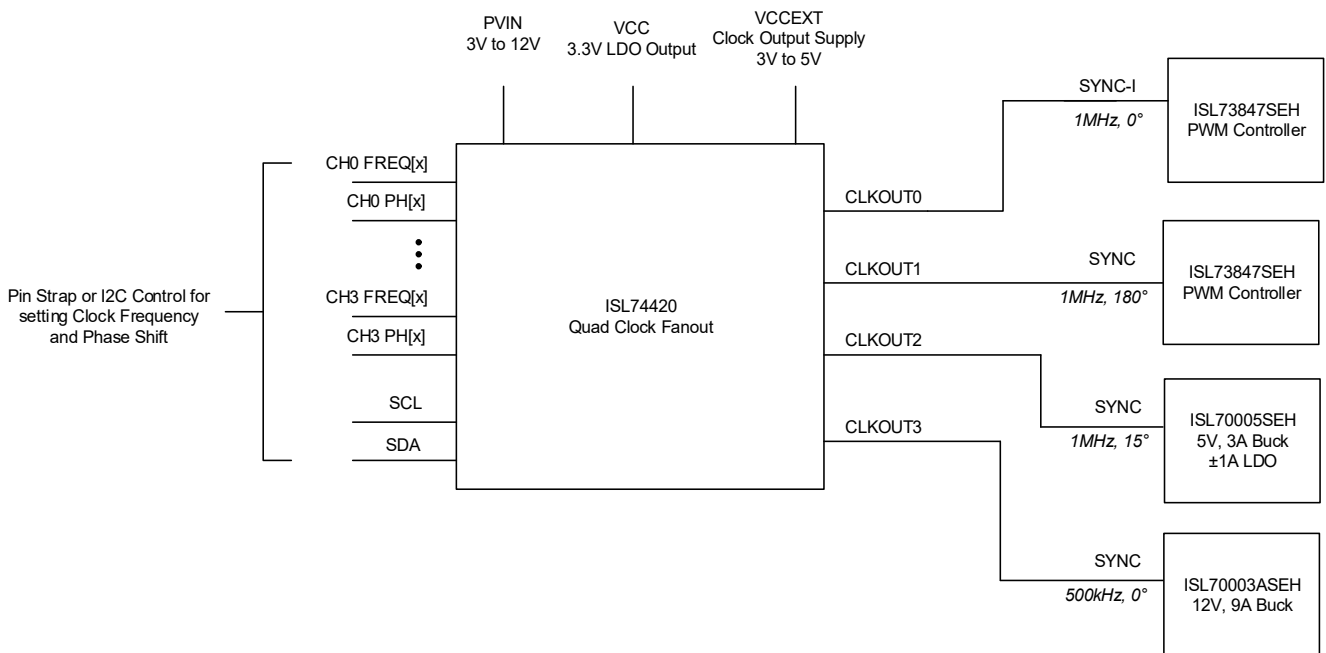 PVIN
3V to 12V
VCC
3.3V LDO Output
VCCEXT
Clock Output Supply
3V to 5V
Pin Strap or I2C Control for
setting Clock Frequency
and Phase Shift
CH0 FREQ[x]
CH0 PH[x]
CH3 FREQ[x]
CH3 PH[x]
SCL
SDA
ISL74420
Quad Clock Fanout
CLKOUT0
CLKOUT1
CLKOUT2
CLKOUT3
SYNC-I
1MHz, 0°
ISL73847SEH
PWM Controller
SYNC
1MHz, 180°
ISL73847SEH
PWM Controller
SYNC
1MHz, 15°
ISL70005SEH
5V, 3A Buck
±1A LDO
SYNC
500kHz, 0°
ISL70003ASEH
12V, 9A Buck